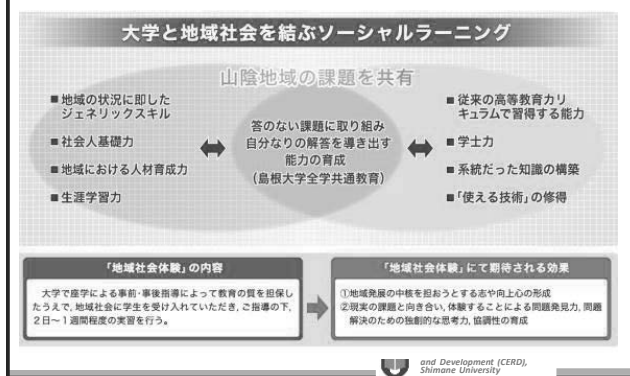 大学と地域社会を結ぶソーシャルラーニング
山陰地域の課題を共有
■地域の状況に即した
ジェネリックスキル
■社会人基礎力
■地域における人材育成力
■生涯学習力
答のない課題に取り組み
自分なりの解答を導き出す
能力の育成
(島根大学全学共通教育)
■従来の高等教育カリ
キュラムで習得する能力
■学士力
■系統だった知識の構築
■「使える技術」の修得
「地域社会体験」の内容
大学で座学による事前・事後指導によって教育の質を担保し
たうえで、地域社会に学生を受け入れていただき、ご指導の下、
2日〜1週間程度の実習を行う。
「地域社会体験」にて期待される効果
①地域発展の中核を担おうとする志や向上心の形成
②現実の課題と向き合い、体験することによる問題発見力、問題
解決のための独創的な思考力、協調性の育成
and Development (CERD),
Shimane University